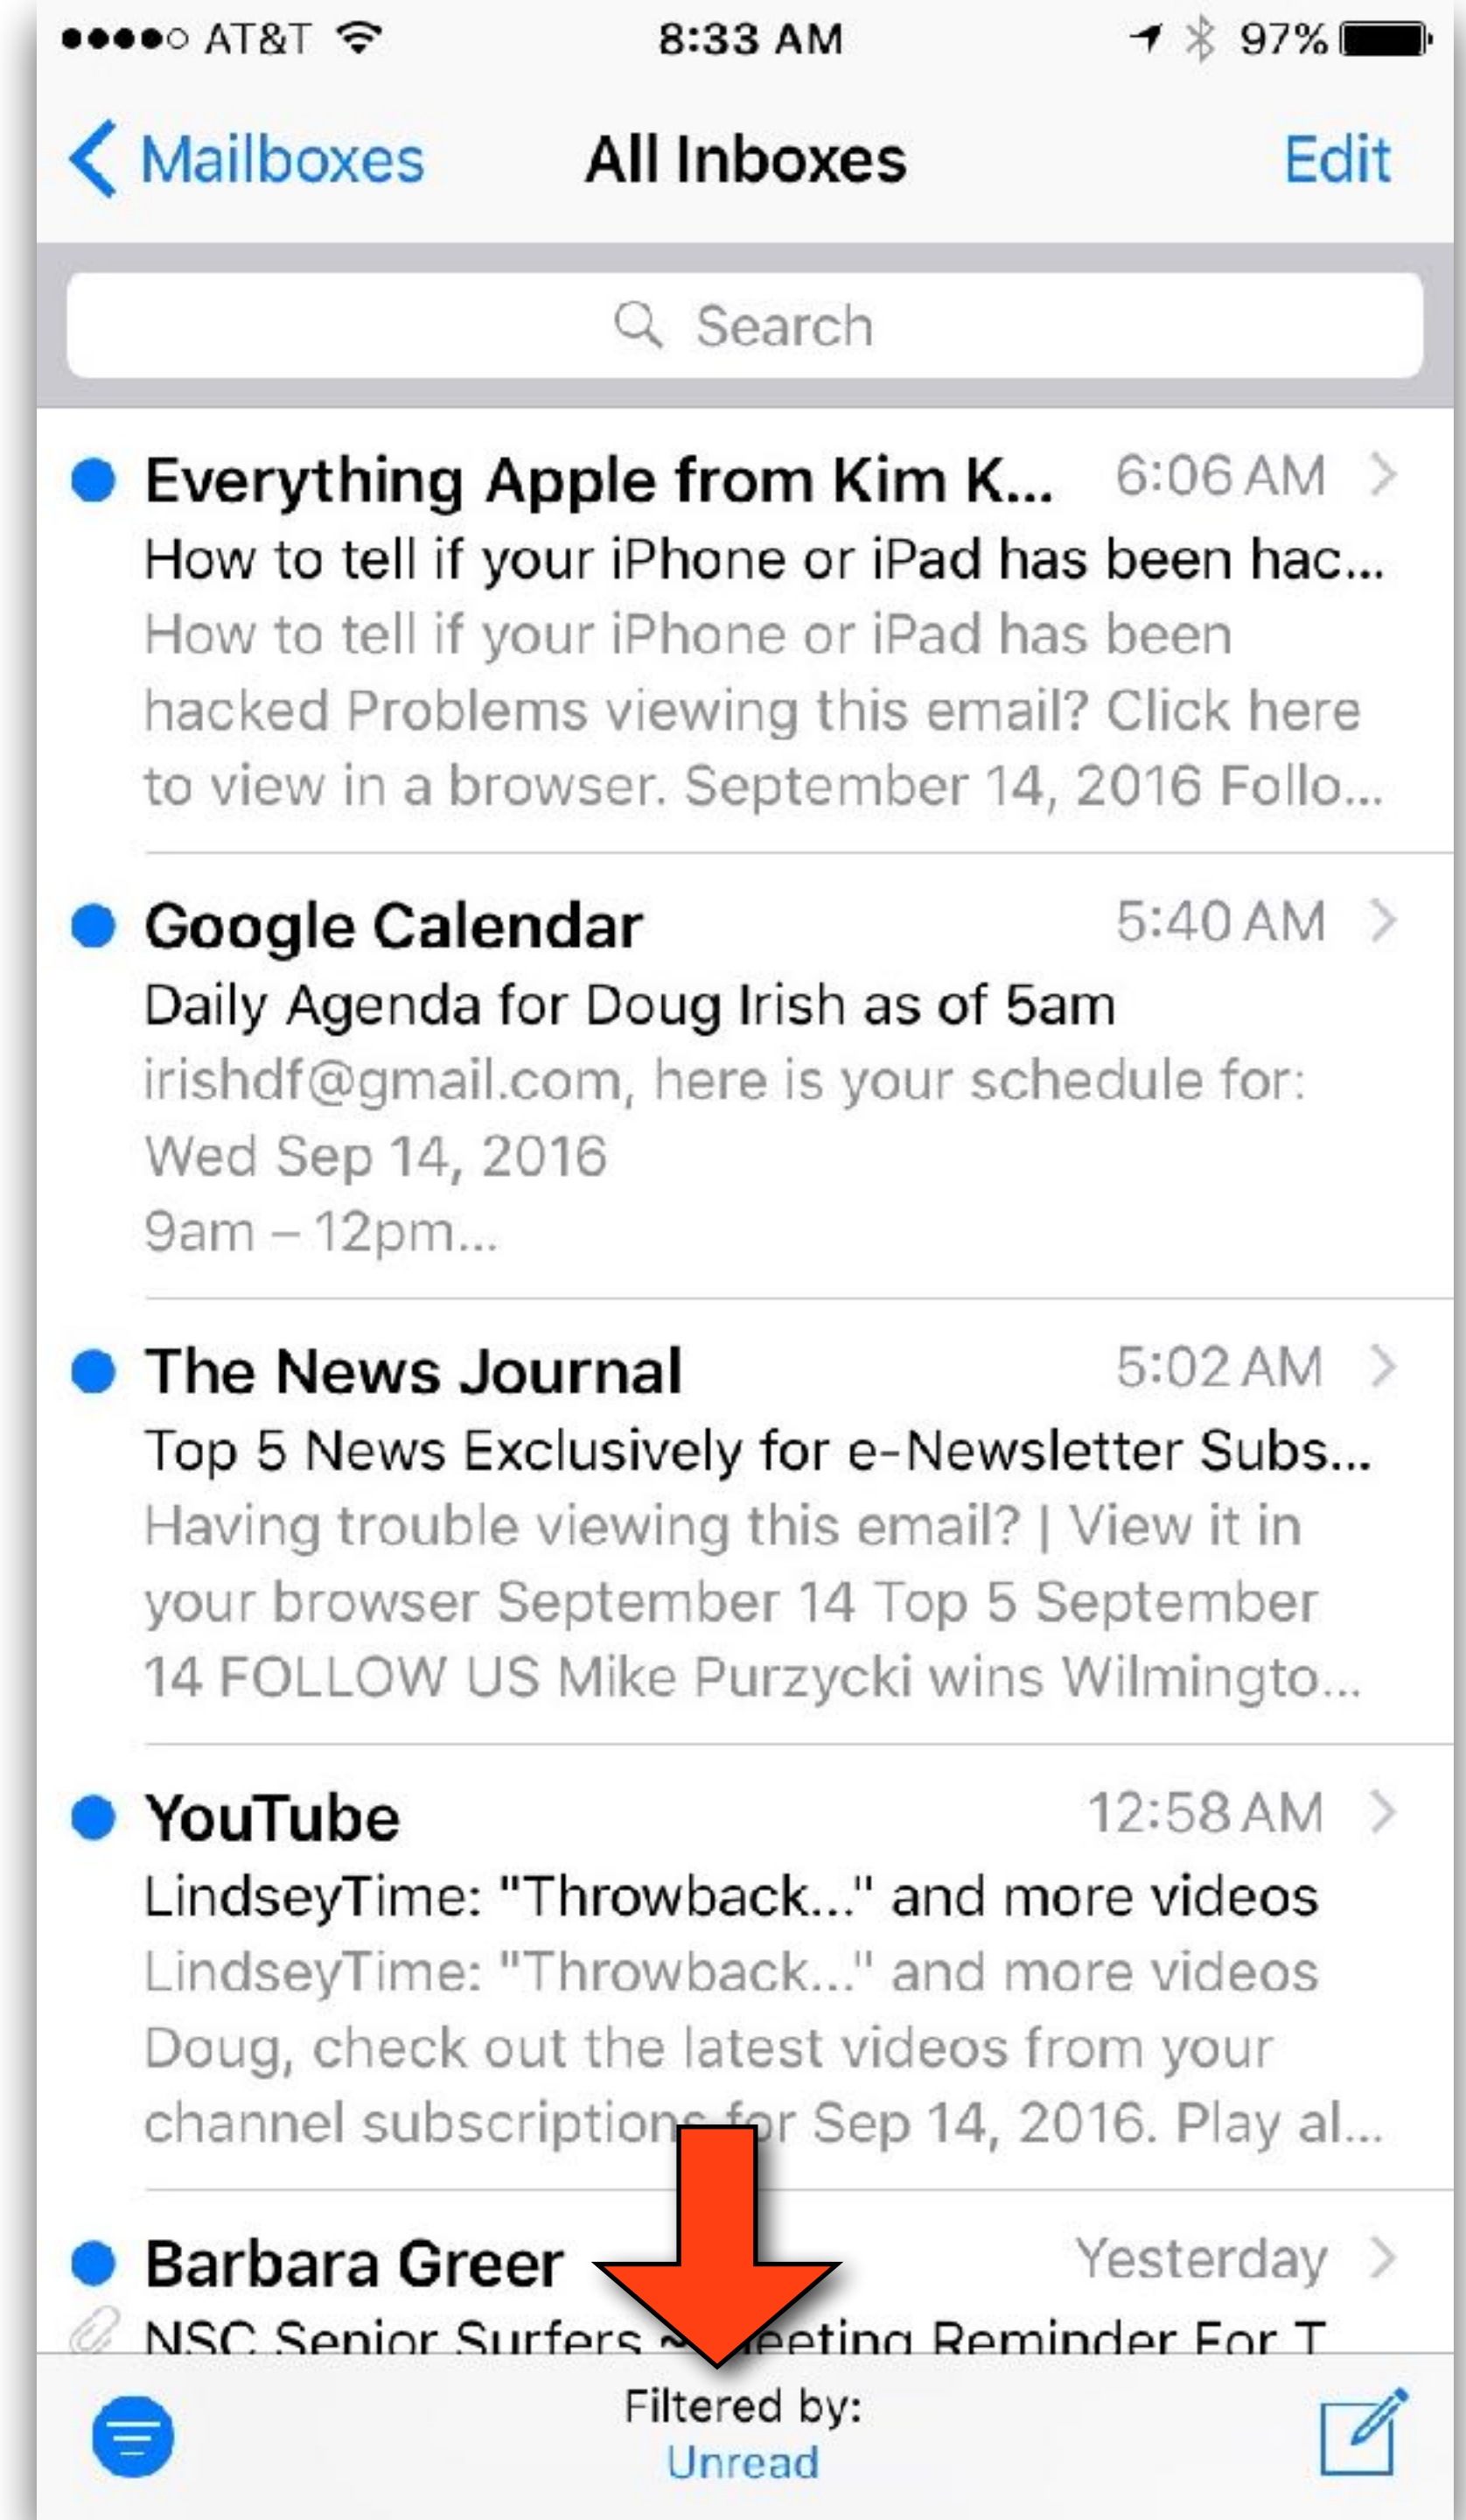 AT&T 8:33 AM 97%
Mailboxes All Inboxes Edit
Search
Everything Apple from Kim K... 6:06 AM
How to tell if your iPhone or iPad has been hac...
How to tell if your iPhone or iPad has been
hacked Problems viewing this email? Click here
to view in a browser. September 14, 2016 Follo...
Google Calendar 5:40 AM
Daily Agenda for Doug Irish as of 5am
irishdf@gmail.com, here is your schedule for:
Wed Sep 14, 2016
9am – 12pm...
The News Journal 5:02 AM
Top 5 News Exclusively for e-Newsletter Subs...
Having trouble viewing this email? | View it in
your browser September 14 Top 5 September
14 FOLLOW US Mike Purzycki wins Wilmingto...
YouTube 12:58 AM
LindseyTime: "Throwback..." and more videos
LindseyTime: "Throwback..." and more videos
Doug, check out the latest videos from your
channel subscriptions for Sep 14, 2016. Play al...
Barbara Greer Yesterday
NSC Senior Surfers ~ Meeting Reminder For T
Filtered by:
Unread